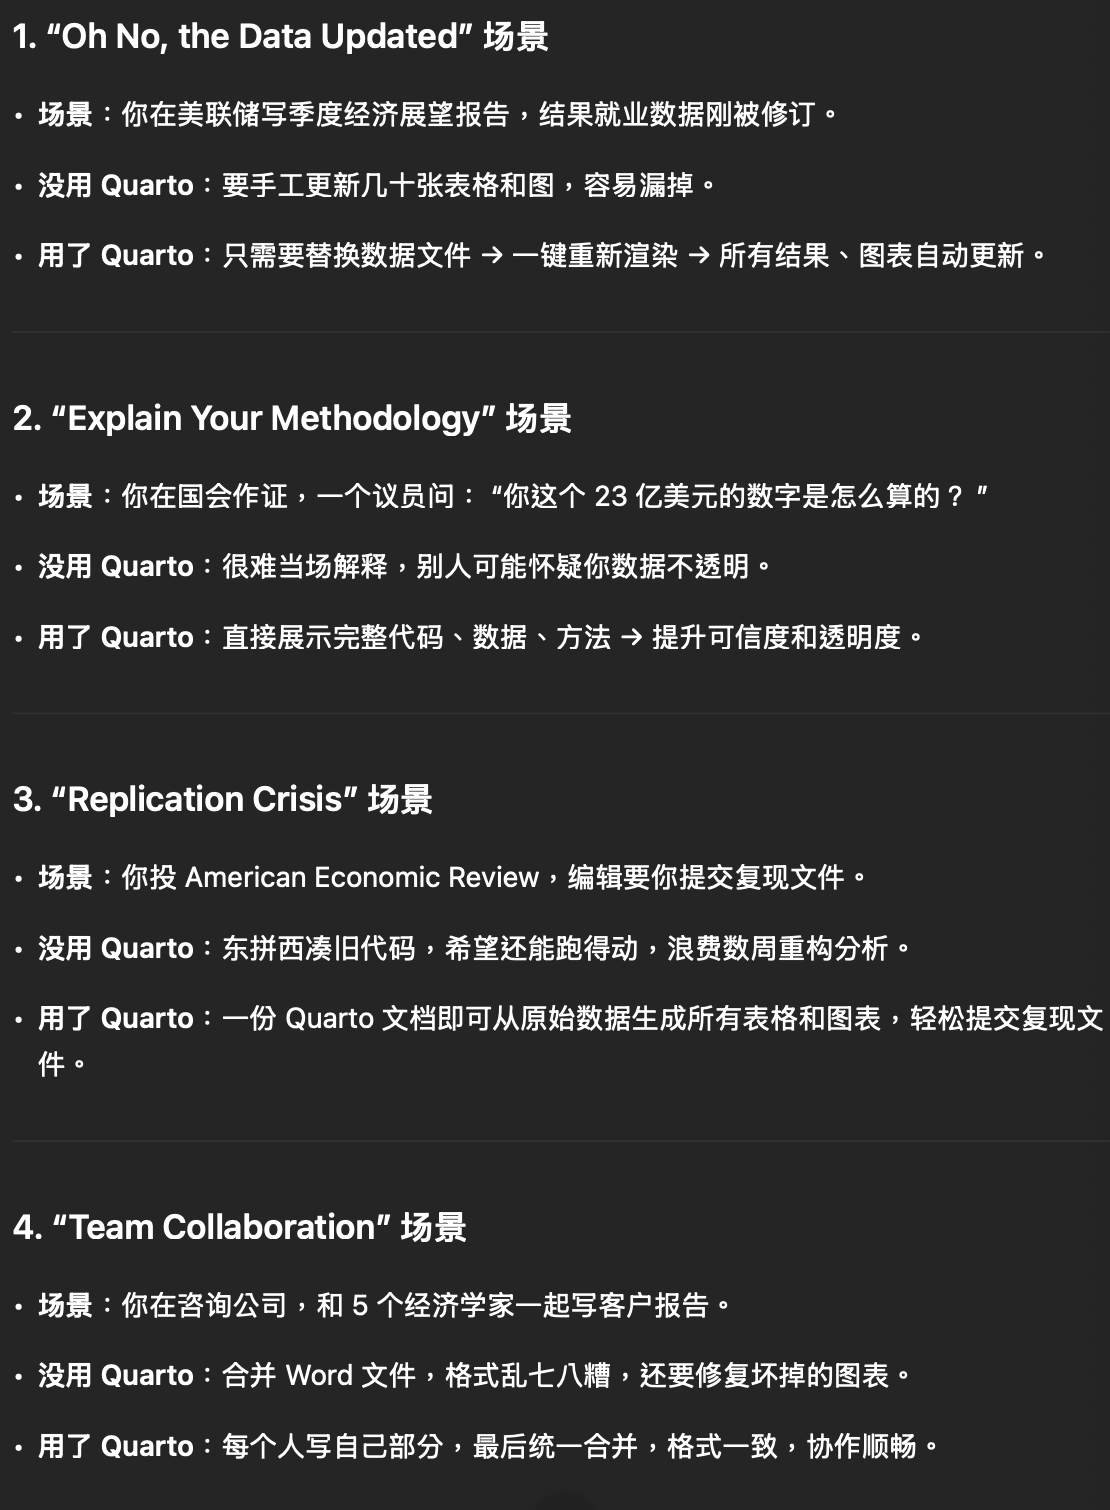 1. “Oh No, the Data Updated” 场景
• 场景：你在美联储写季度经济展望报告，结果就业数据刚被修订。
• 没用 Quarto：要手工更新几十张表格和图，容易漏掉。
• 用了 Quarto：只需要替换数据文件 → 一键重新渲染 → 所有结果、图表自动更新。
2. “Explain Your Methodology” 场景
• 场景：你在国会作证，一个议员问：“你这个 23 亿美元的数字是怎么算的？”
• 没用 Quarto：很难当场解释，别人可能怀疑你数据不透明。
• 用了 Quarto：直接展示完整代码、数据、方法 → 提升可信度和透明度。
3. “Replication Crisis” 场景
• 场景：你投 American Economic Review，编辑要你提交复现文件。
• 没用 Quarto：东拼西凑旧代码，希望还能跑得动，浪费数周重构分析。
• 用了 Quarto：一份 Quarto 文档即可从原始数据生成所有表格和图表，轻松提交复现文
件。
4. “Team Collaboration” 场景
• 场景：你在咨询公司，和 5 个经济学家一起写客户报告。
• 没用 Quarto：合并 Word 文件，格式乱七八糟，还要修复坏掉的图表。
• 用了 Quarto：每个人写自己部分，最后统一合并，格式一致，协作顺畅。